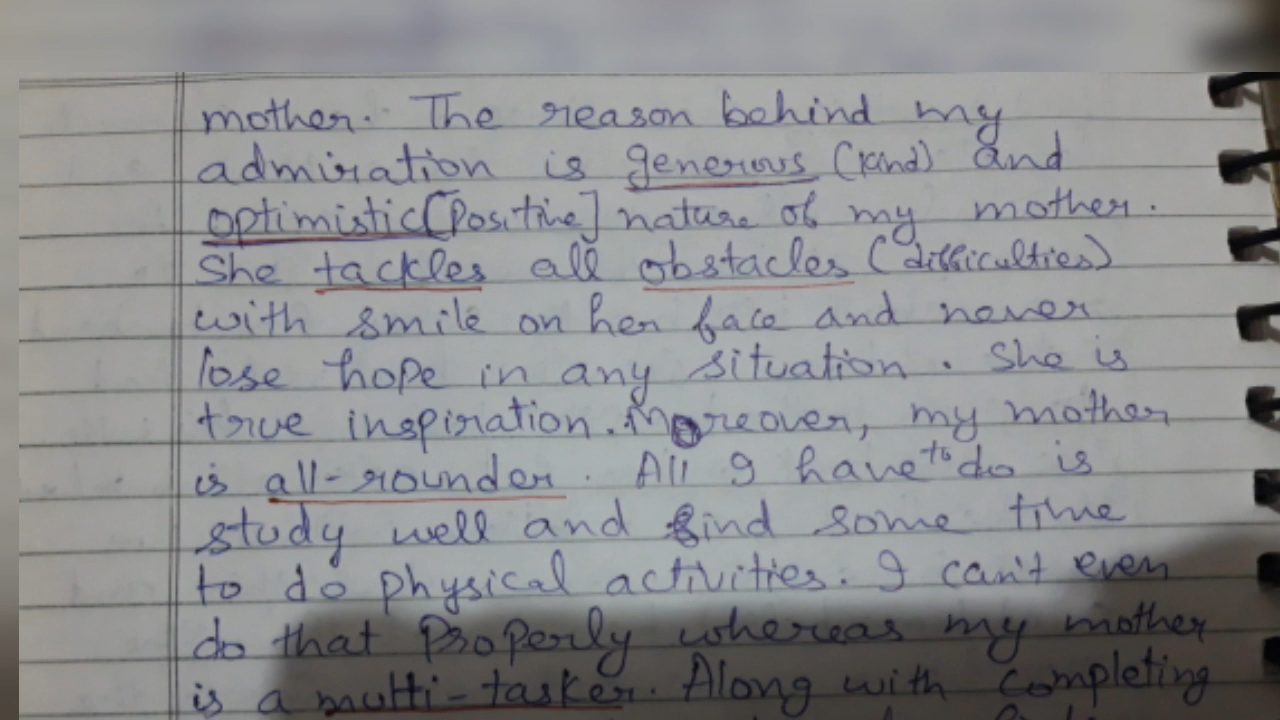 mother. The reason behind my
admiration is generous (kind) and
optimistic [Positive] nature of my mother.
She tackles all obstacles (difficulties)
with smile on her face and never
lose hope in any situation. She is
true inspiration. Moreover, my mother
is all-rounder. All I have to do is
study well and find some time
to do physical activities. I can't even
do that Properly whereas my mother
is a multi-tasker. Along with completing